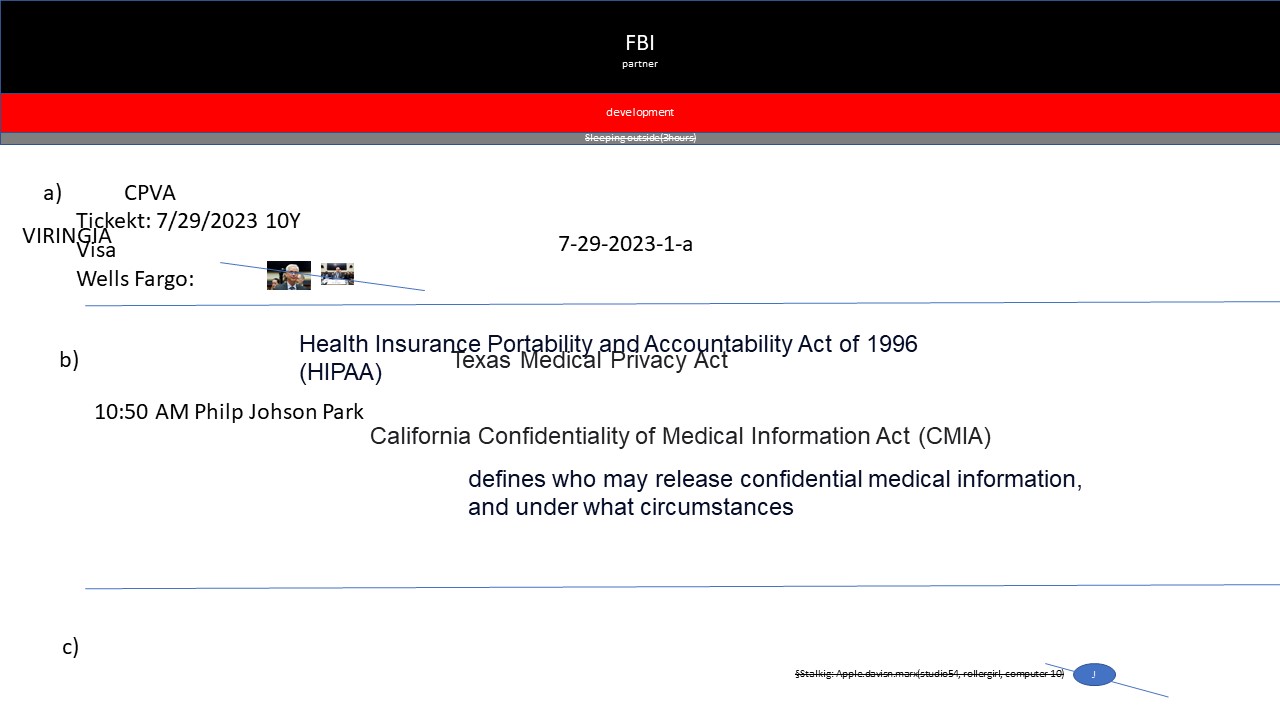 FBI
partner
development
Sleeping outside(3hours)
a) CPVA
Tickekt: 7/29/2023 10Y
VIRINGIA
Visa
7-29-2023-1-a
Wells Fargo:
b)
Health Insurance Portability and Accountability Act of 1996
(HIPAA)
Texas Medical Privacy Act
10:50 AM Philp Johson Park
California Confidentiality of Medical Information Act (CMIA)
defines who may release confidential medical information,
and under what circumstances
c)
§Stalkig: Apple.davisn.marx(studio54, rollergirl, computer 10)
J